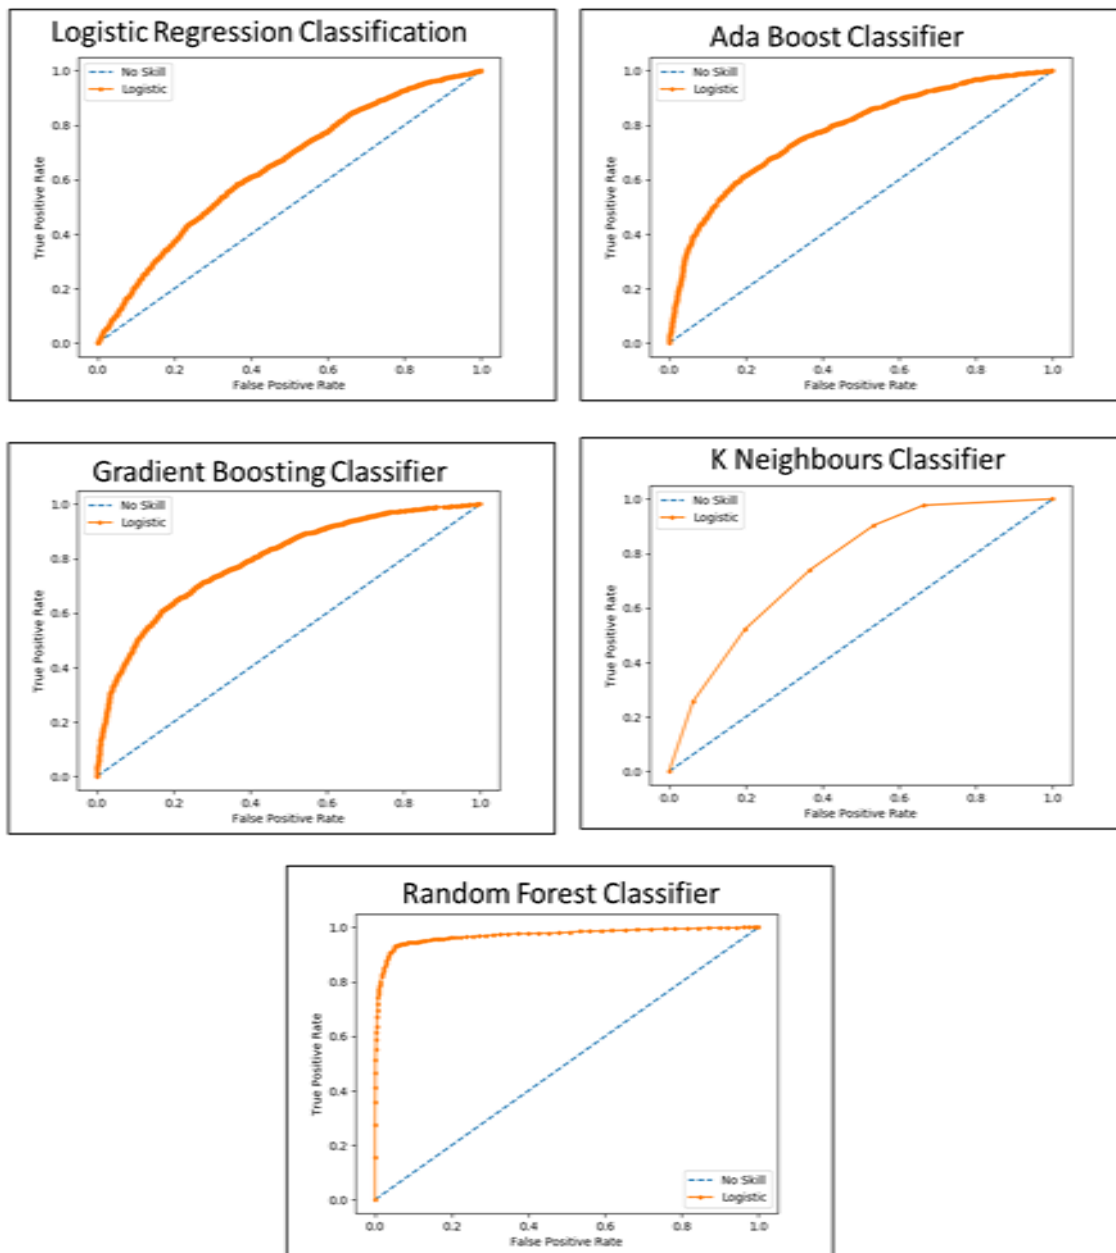 Logistic Regression Classification
No Skill
Logistic
1.0
0.8
0.6
0.4
0.2
0.0
True Positive Rate
0.0 0.2 0.4 0.6 0.8 1.0
False Positive Rate
Ada Boost Classifier
No Skill
Logistic
1.0
0.8
0.6
0.4
0.2
0.0
True Positive Rate
0.0 0.2 0.4 0.6 0.8 1.0
False Positive Rate
Gradient Boosting Classifier
No Skill
Logistic
1.0
0.8
0.6
0.4
0.2
0.0
True Positive Rate
0.0 0.2 0.4 0.6 0.8 1.0
False Positive Rate
K Neighbours Classifier
No Skill
Logistic
1.0
0.8
0.6
0.4
0.2
0.0
True Positive Rate
0.0 0.2 0.4 0.6 0.8 1.0
False Positive Rate
Random Forest Classifier
1.0
0.8
0.6
0.4
0.2
0.0
True Positive Rate
No Skill
Logistic
0.0 0.2 0.4 0.6 0.8 1.0
False Positive Rate